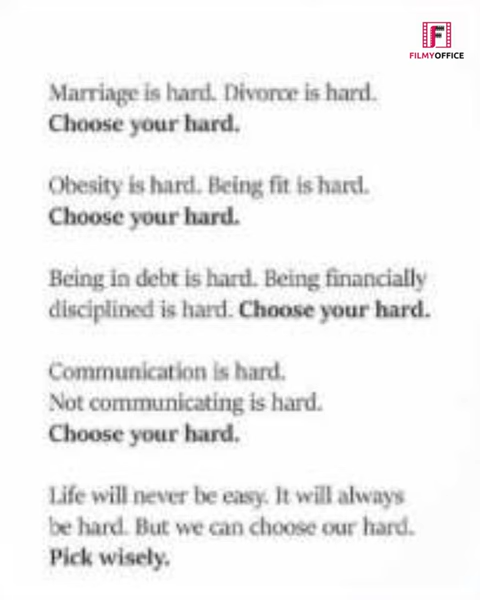 FILMYOFFICE
Marriage is hard. Divorce is hard.
Choose your hard.
Obesity is hard. Being fit is hard.
Choose your hard.
Being in debt is hard. Being financially
disciplined is hard. Choose your hard.
Communication is hard.
Not communicating is hard.
Choose your hard.
Life will never be easy. It will always
be hard. But we can choose our hard.
Pick wisely.